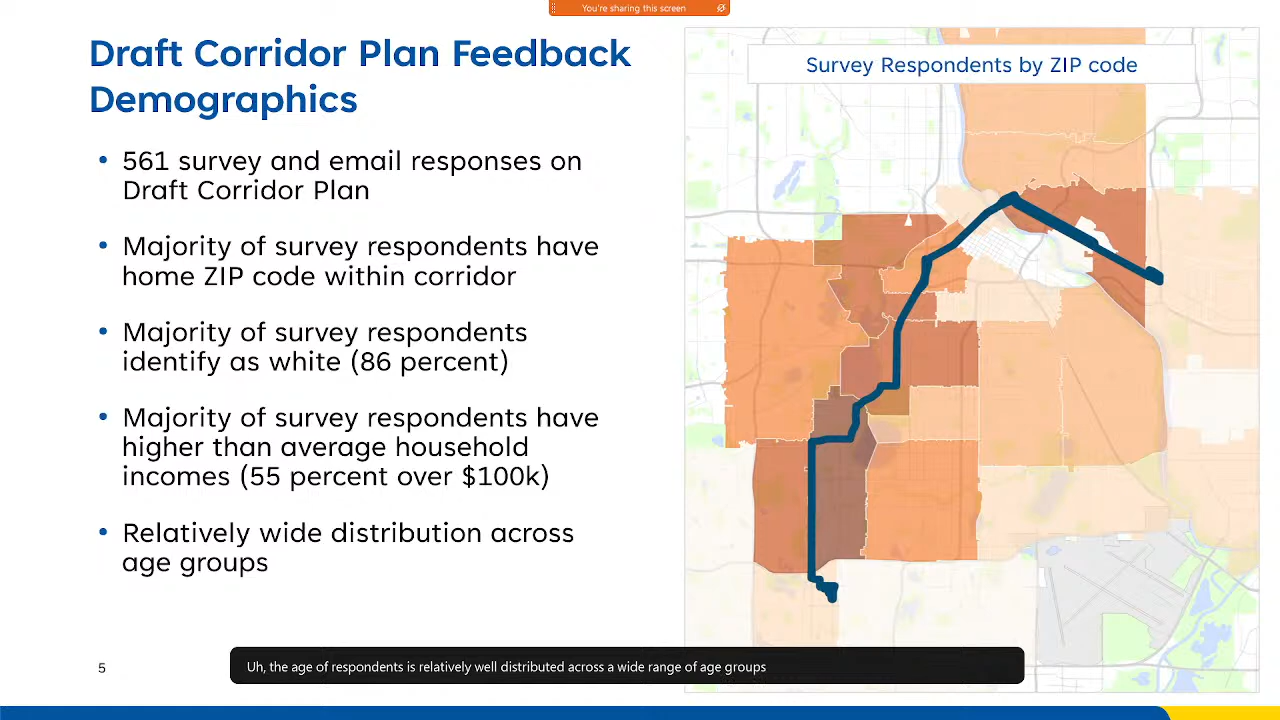 You're sharing this screen
Draft Corridor Plan Feedback
Demographics
Survey Respondents by ZIP code
• 561 survey and email responses on
Draft Corridor Plan
• Majority of survey respondents have
home ZIP code within corridor
• Majority of survey respondents
identify as white (86 percent)
• Majority of survey respondents have
higher than average household
incomes (55 percent over $100k)
• Relatively wide distribution across
age groups
5
Uh, the age of respondents is relatively well distributed across a wide range of age groups